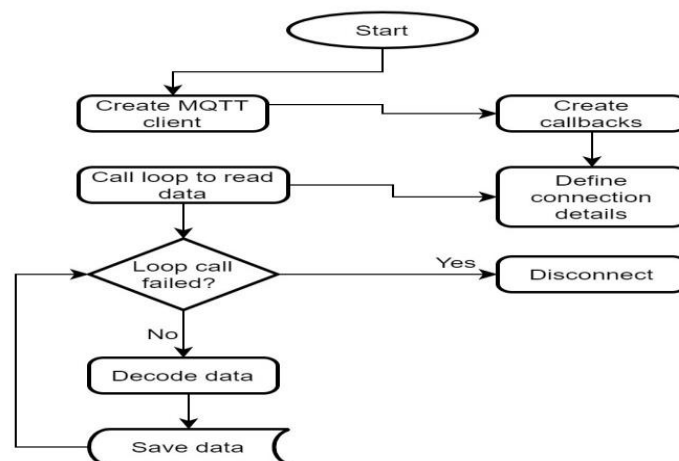 Start
Create MQTT
client
Create
callbacks
Call loop to read
data
Define
connection
details
Loop call
failed?
Yes
Disconnect
No
Decode data
Save data